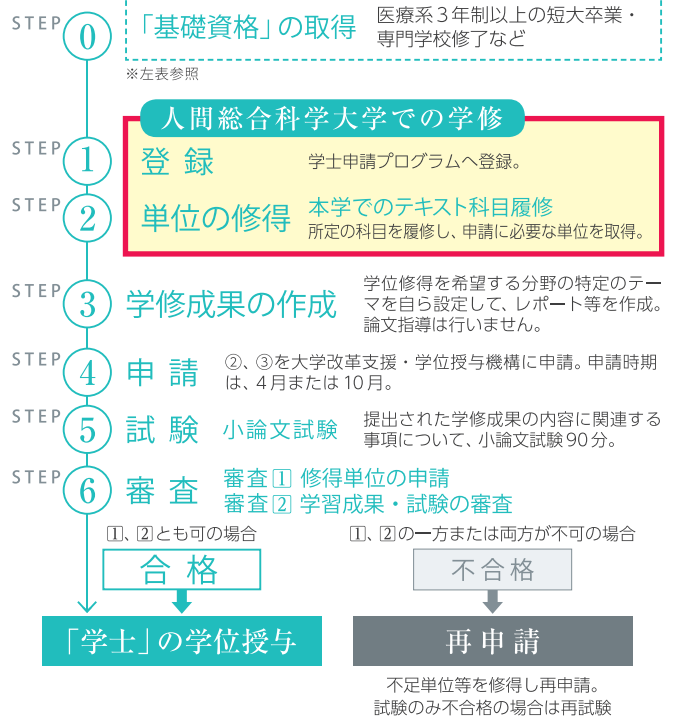 STEP 0
「基礎資格」の取得
医療系３年制以上の短大卒業・
専門学校修了など
※左表参照
人間総合科学大学での学修
STEP 1
登録
学士申請プログラムへ登録。
STEP 2
単位の修得
本学でのテキスト科目履修
所定の科目を履修し、申請に必要な単位を取得。
STEP 3
学修成果の作成
学位修得を希望する分野の特定のテー
マを自ら設定して、レポート等を作成。
論文指導は行いません。
STEP 4
申請
②、③を大学改革支援・学位授与機構に申請。申請時期
は、４月または10月。
STEP 5
試験
小論文試験
提出された学修成果の内容に関連する
事項について、小論文試験90分。
STEP 6
審査
審査1 修得単位の申請
審査2 学習成果・試験の審査
1、2とも可の場合
1、2の一方または両方が不可の場合
合格
不合格
「学士」の学位授与
再申請
不足単位等を修得し再申請。
試験のみ不合格の場合は再試験